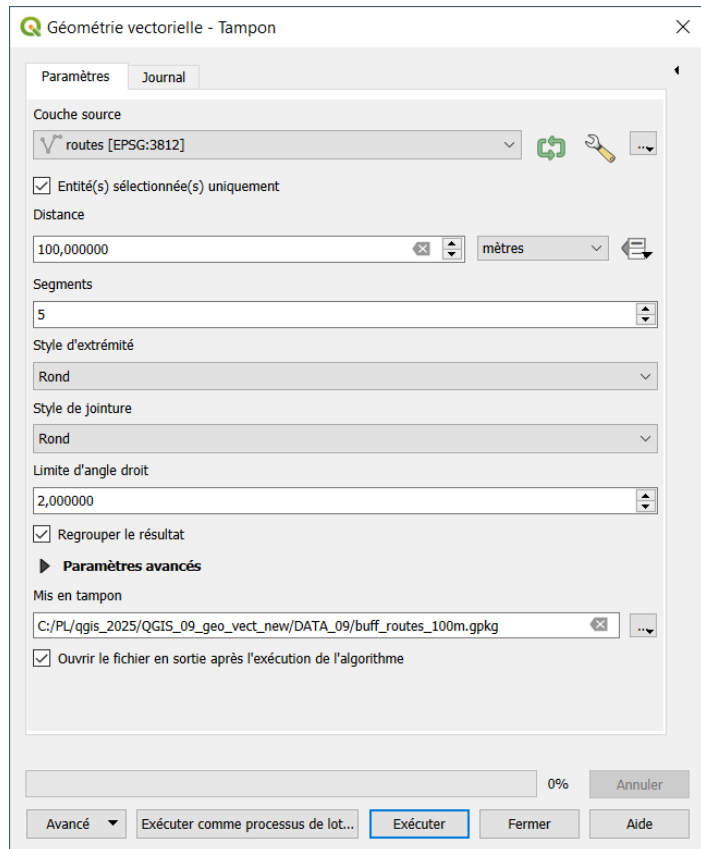 Géométrie vectorielle - Tampon
Paramètres
Journal
Couche source
routes [EPSG:3812]
...
Entité(s) sélectionnée(s) uniquement
Distance
100,000000
mètres
Segments
5
Style d'extrémité
Rond
Style de jointure
Rond
Limite d'angle droit
2,000000
Regrouper le résultat
Paramètres avancés
Mis en tampon
C:/PL/qgis_2025/QGIS_09_geo_vect_new/DATA_09/buff_routes_100m.gpkg
...
Ouvrir le fichier en sortie après l'exécution de l'algorithme
0%
Annuler
Avancé
Exécuter comme processus de lot...
Exécuter
Fermer
Aide